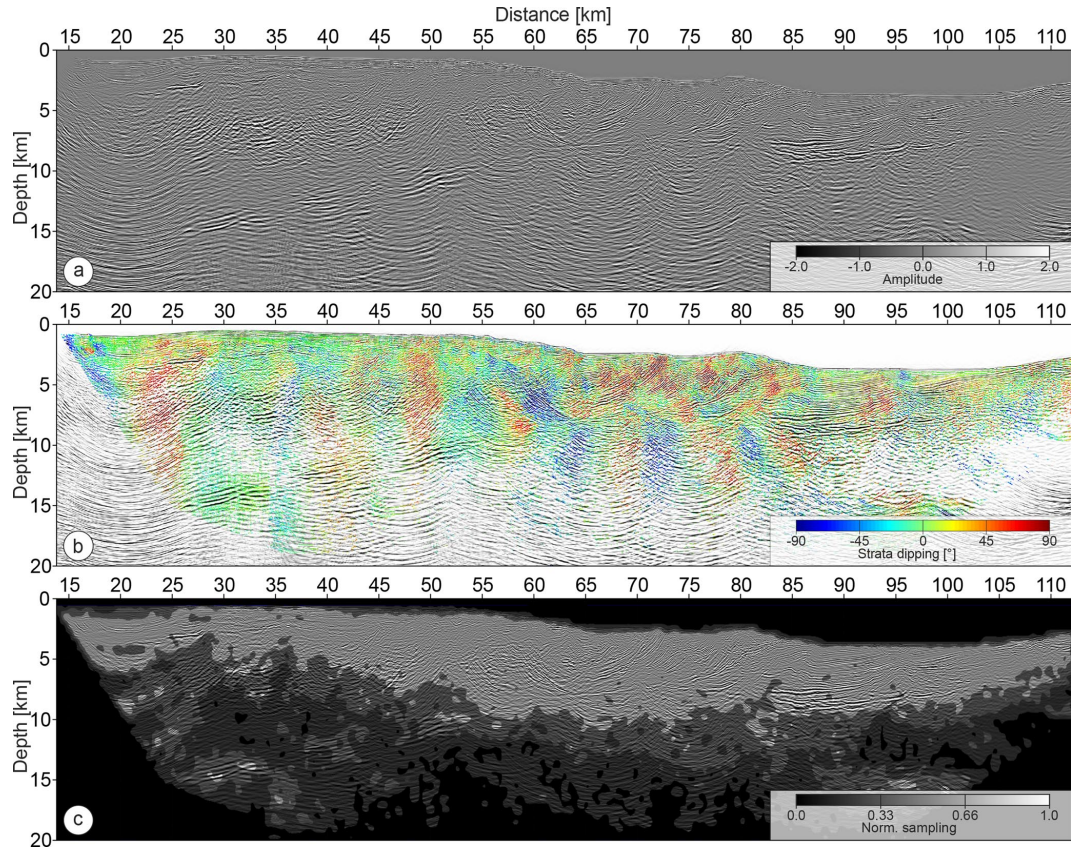 Distance [km]
15 20 25 30 35 40 45 50 55 60 65 70 75 80 85 90 95 100 105 110
0
5
10
15
20
Depth [km]
a
-2.0 -1.0 0.0 1.0 2.0
Amplitude
15 20 25 30 35 40 45 50 55 60 65 70 75 80 85 90 95 100 105 110
0
5
10
15
20
Depth [km]
b
-90 -45 0 45 90
Strata dipping [°]
15 20 25 30 35 40 45 50 55 60 65 70 75 80 85 90 95 100 105 110
0
5
10
15
20
Depth [km]
c
0.0 0.33 0.66 1.0
Norm. sampling